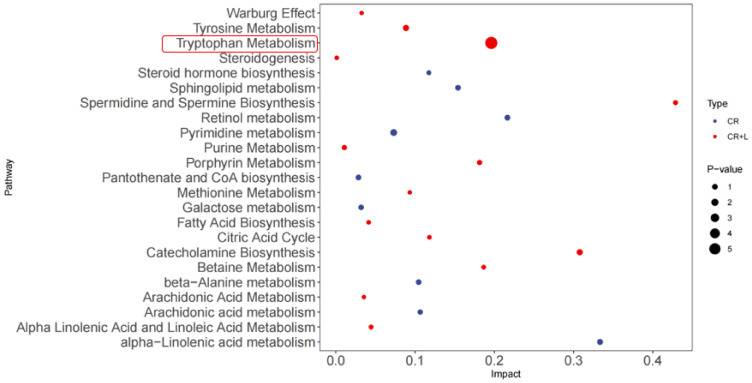 Warburg Effect
Tyrosine Metabolism
Tryptophan Metabolism
Steroidogenesis
Steroid hormone biosynthesis
Sphingolipid metabolism
Spermidine and Spermine Biosynthesis
Retinol metabolism
Pyrimidine metabolism
Purine Metabolism
Porphyrin Metabolism
Pantothenate and CoA biosynthesis
Methionine Metabolism
Galactose metabolism
Fatty Acid Biosynthesis
Citric Acid Cycle
Catecholamine Biosynthesis
Betaine Metabolism
beta−Alanine metabolism
Arachidonic Acid Metabolism
Arachidonic acid metabolism
Alpha Linolenic Acid and Linoleic Acid Metabolism
alpha−Linolenic acid metabolism
Pathway
0.0 0.1 0.2 0.3 0.4
Impact
Type
CR
CR+L
P−value
1
2
3
4
5